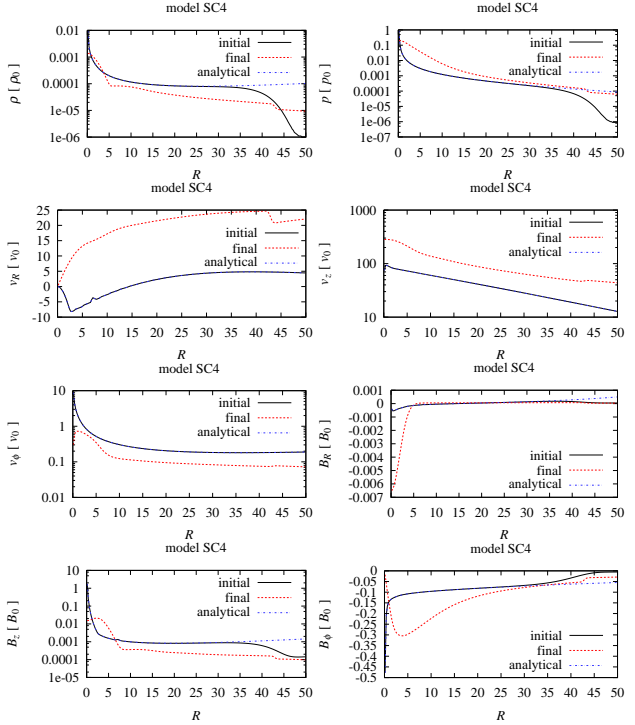 model SC4
ρ [ ρ0 ]
0.01
0.001
0.0001
1e-05
1e-06
initial
final
analytical
0 5 10 15 20 25 30 35 40 45 50
R
model SC4
p [ p0 ]
1
0.1
0.01
0.001
0.0001
1e-05
1e-06
1e-07
initial
final
analytical
0 5 10 15 20 25 30 35 40 45 50
R
model SC4
vR [ v0 ]
25
20
15
10
5
0
-5
-10
initial
final
analytical
0 5 10 15 20 25 30 35 40 45 50
R
model SC4
vz [ v0 ]
1000
100
10
initial
final
analytical
0 5 10 15 20 25 30 35 40 45 50
R
model SC4
vϕ [ v0 ]
10
1
0.1
0.01
initial
final
analytical
0 5 10 15 20 25 30 35 40 45 50
R
model SC4
BR [ B0 ]
0.001
0
-0.001
-0.002
-0.003
-0.004
-0.005
-0.006
-0.007
initial
final
analytical
0 5 10 15 20 25 30 35 40 45 50
R
model SC4
Bz [ B0 ]
10
1
0.1
0.01
0.001
0.0001
1e-05
initial
final
analytical
0 5 10 15 20 25 30 35 40 45 50
R
model SC4
Bϕ [ B0 ]
0
-0.05
-0.1
-0.15
-0.2
-0.25
-0.3
-0.35
-0.4
-0.45
-0.5
initial
final
analytical
0 5 10 15 20 25 30 35 40 45 50
R